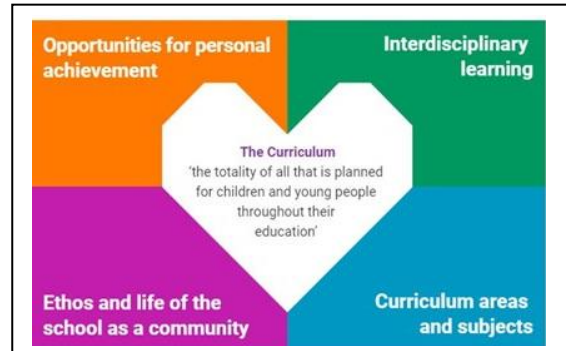 Opportunities for personal
achievement
Interdisciplinary
learning
The Curriculum
'the totality of all that is planned
for children and young people
throughout their
education'
Ethos and life of the
school as a community
Curriculum areas
and subjects